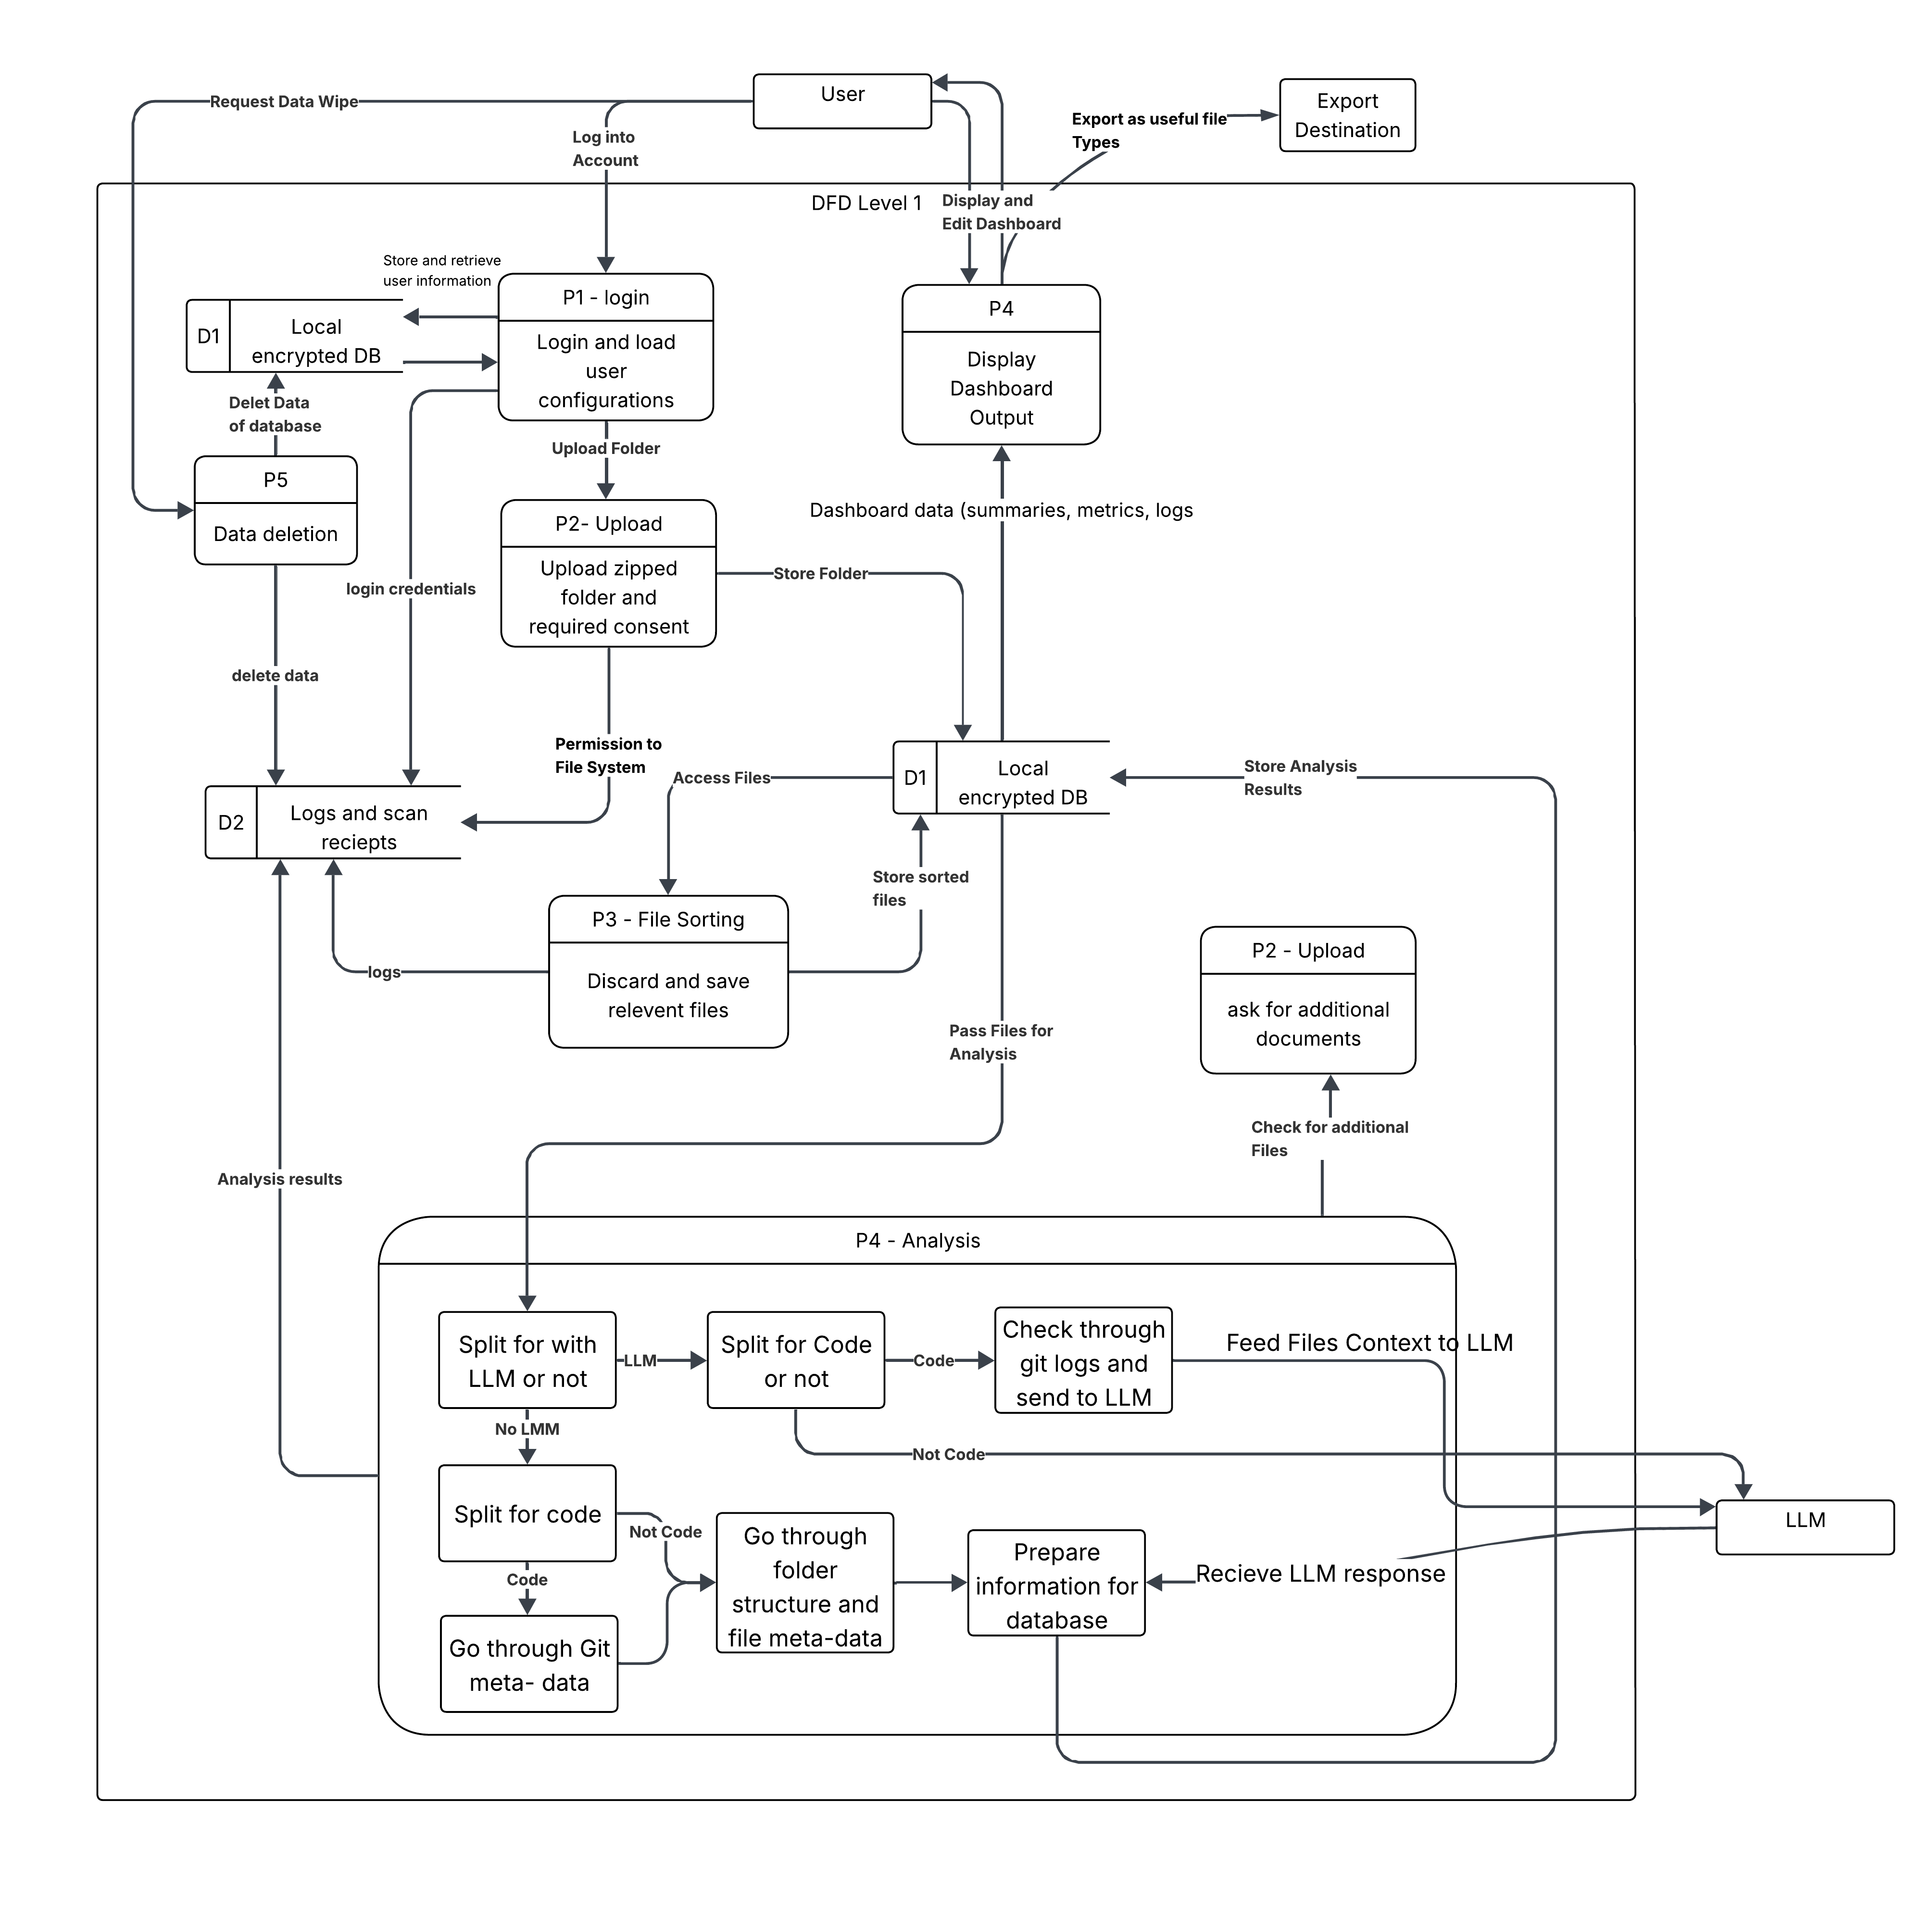 User
Export
Destination
Request Data Wipe
Log into
Account
Export as useful file
Types
DFD Level 1
Display and
Edit Dashboard
Store and retrieve
user information
P1 - login
Login and load
user
configurations
P4
Display
Dashboard
Output
D1
Local
encrypted DB
Delet Data
of database
Upload Folder
P5
Data deletion
P2- Upload
Upload zipped
folder and
required consent
Dashboard data (summaries, metrics, logs
Store Folder
login credentials
delete data
Permission to
File System
Access Files
D1
Local
encrypted DB
Store Analysis
Results
D2
Logs and scan
reciepts
Store sorted
files
P3 - File Sorting
Discard and save
relevent files
logs
P2 - Upload
ask for additional
documents
Pass Files for
Analysis
Check for additional
Files
Analysis results
P4 - Analysis
Split for with
LLM or not
LLM
Split for Code
or not
Code
Check through
git logs and
send to LLM
Feed Files Context to LLM
No LMM
Not Code
Split for code
Not Code
Go through
folder
structure and
file meta-data
Prepare
information for
database
Recieve LLM response
LLM
Code
Go through Git
meta- data